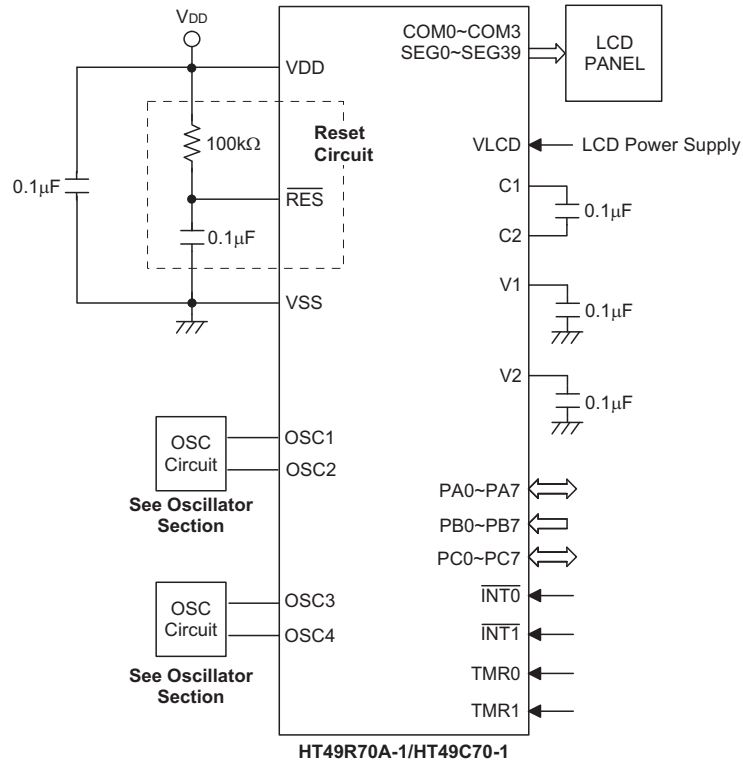 VDD
COM0~COM3
SEG0~SEG39
LCD
PANEL
VDD
Reset
Circuit
100kΩ
VLCD
LCD Power Supply
C1
0.1μF
0.1μF
RES
C2
0.1μF
V1
VSS
0.1μF
V2
0.1μF
OSC
Circuit
OSC1
OSC2
See Oscillator
Section
PA0~PA7
PB0~PB7
PC0~PC7
OSC
Circuit
OSC3
OSC4
INT0
INT1
See Oscillator
Section
TMR0
TMR1
HT49R70A-1/HT49C70-1